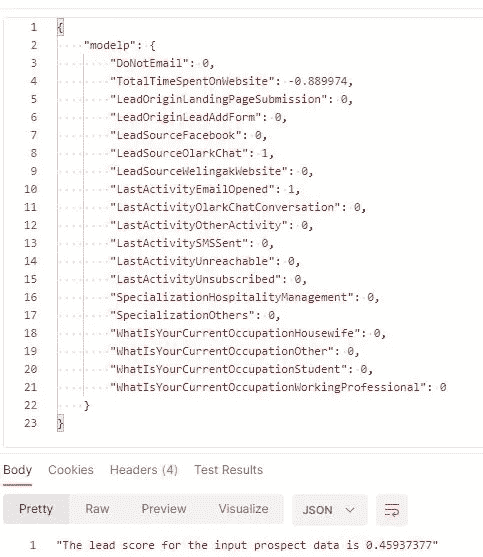 1 {
2 "modelp": {
3 "DoNotEmail": 0,
4 "TotalTimeSpentOnWebsite": -0.889974,
5 "LeadOriginLandingPageSubmission": 0,
6 "LeadOriginLeadAddForm": 0,
7 "LeadSourceFacebook": 0,
8 "LeadSourceOlarkChat": 1,
9 "LeadSourceWelingakWebsite": 0,
10 "LastActivityEmailOpened": 1,
11 "LastActivityOlarkChatConversation": 0,
12 "LastActivityOtherActivity": 0,
13 "LastActivitySMSSent": 0,
14 "LastActivityUnreachable": 0,
15 "LastActivityUnsubscribed": 0,
16 "SpecializationHospitalityManagement": 0,
17 "SpecializationOthers": 0,
18 "WhatIsYourCurrentOccupationHousewife": 0,
19 "WhatIsYourCurrentOccupationOther": 0,
20 "WhatIsYourCurrentOccupationStudent": 0,
21 "WhatIsYourCurrentOccupationWorkingProfessional": 0
22 }
23 }
Body Cookies Headers (4) Test Results
Pretty Raw Preview Visualize JSON
1 "The lead score for the input prospect data is 0.45937377"